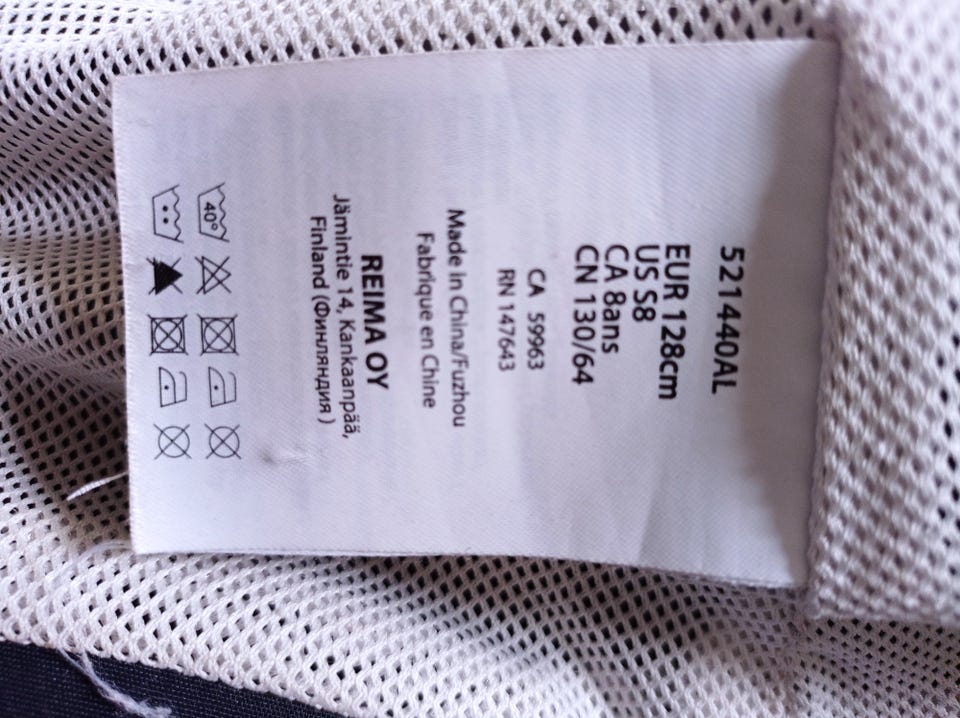 521440AL
EUR 128cm
US S8
CA 8ans
CN 130/64
CA 59963
RN 147643
Made in China/Fuzhou
Fabriqué en Chine
REIMA OY
Jämintie 14, Kankaanpää,
Finland (Финляндия)
40°